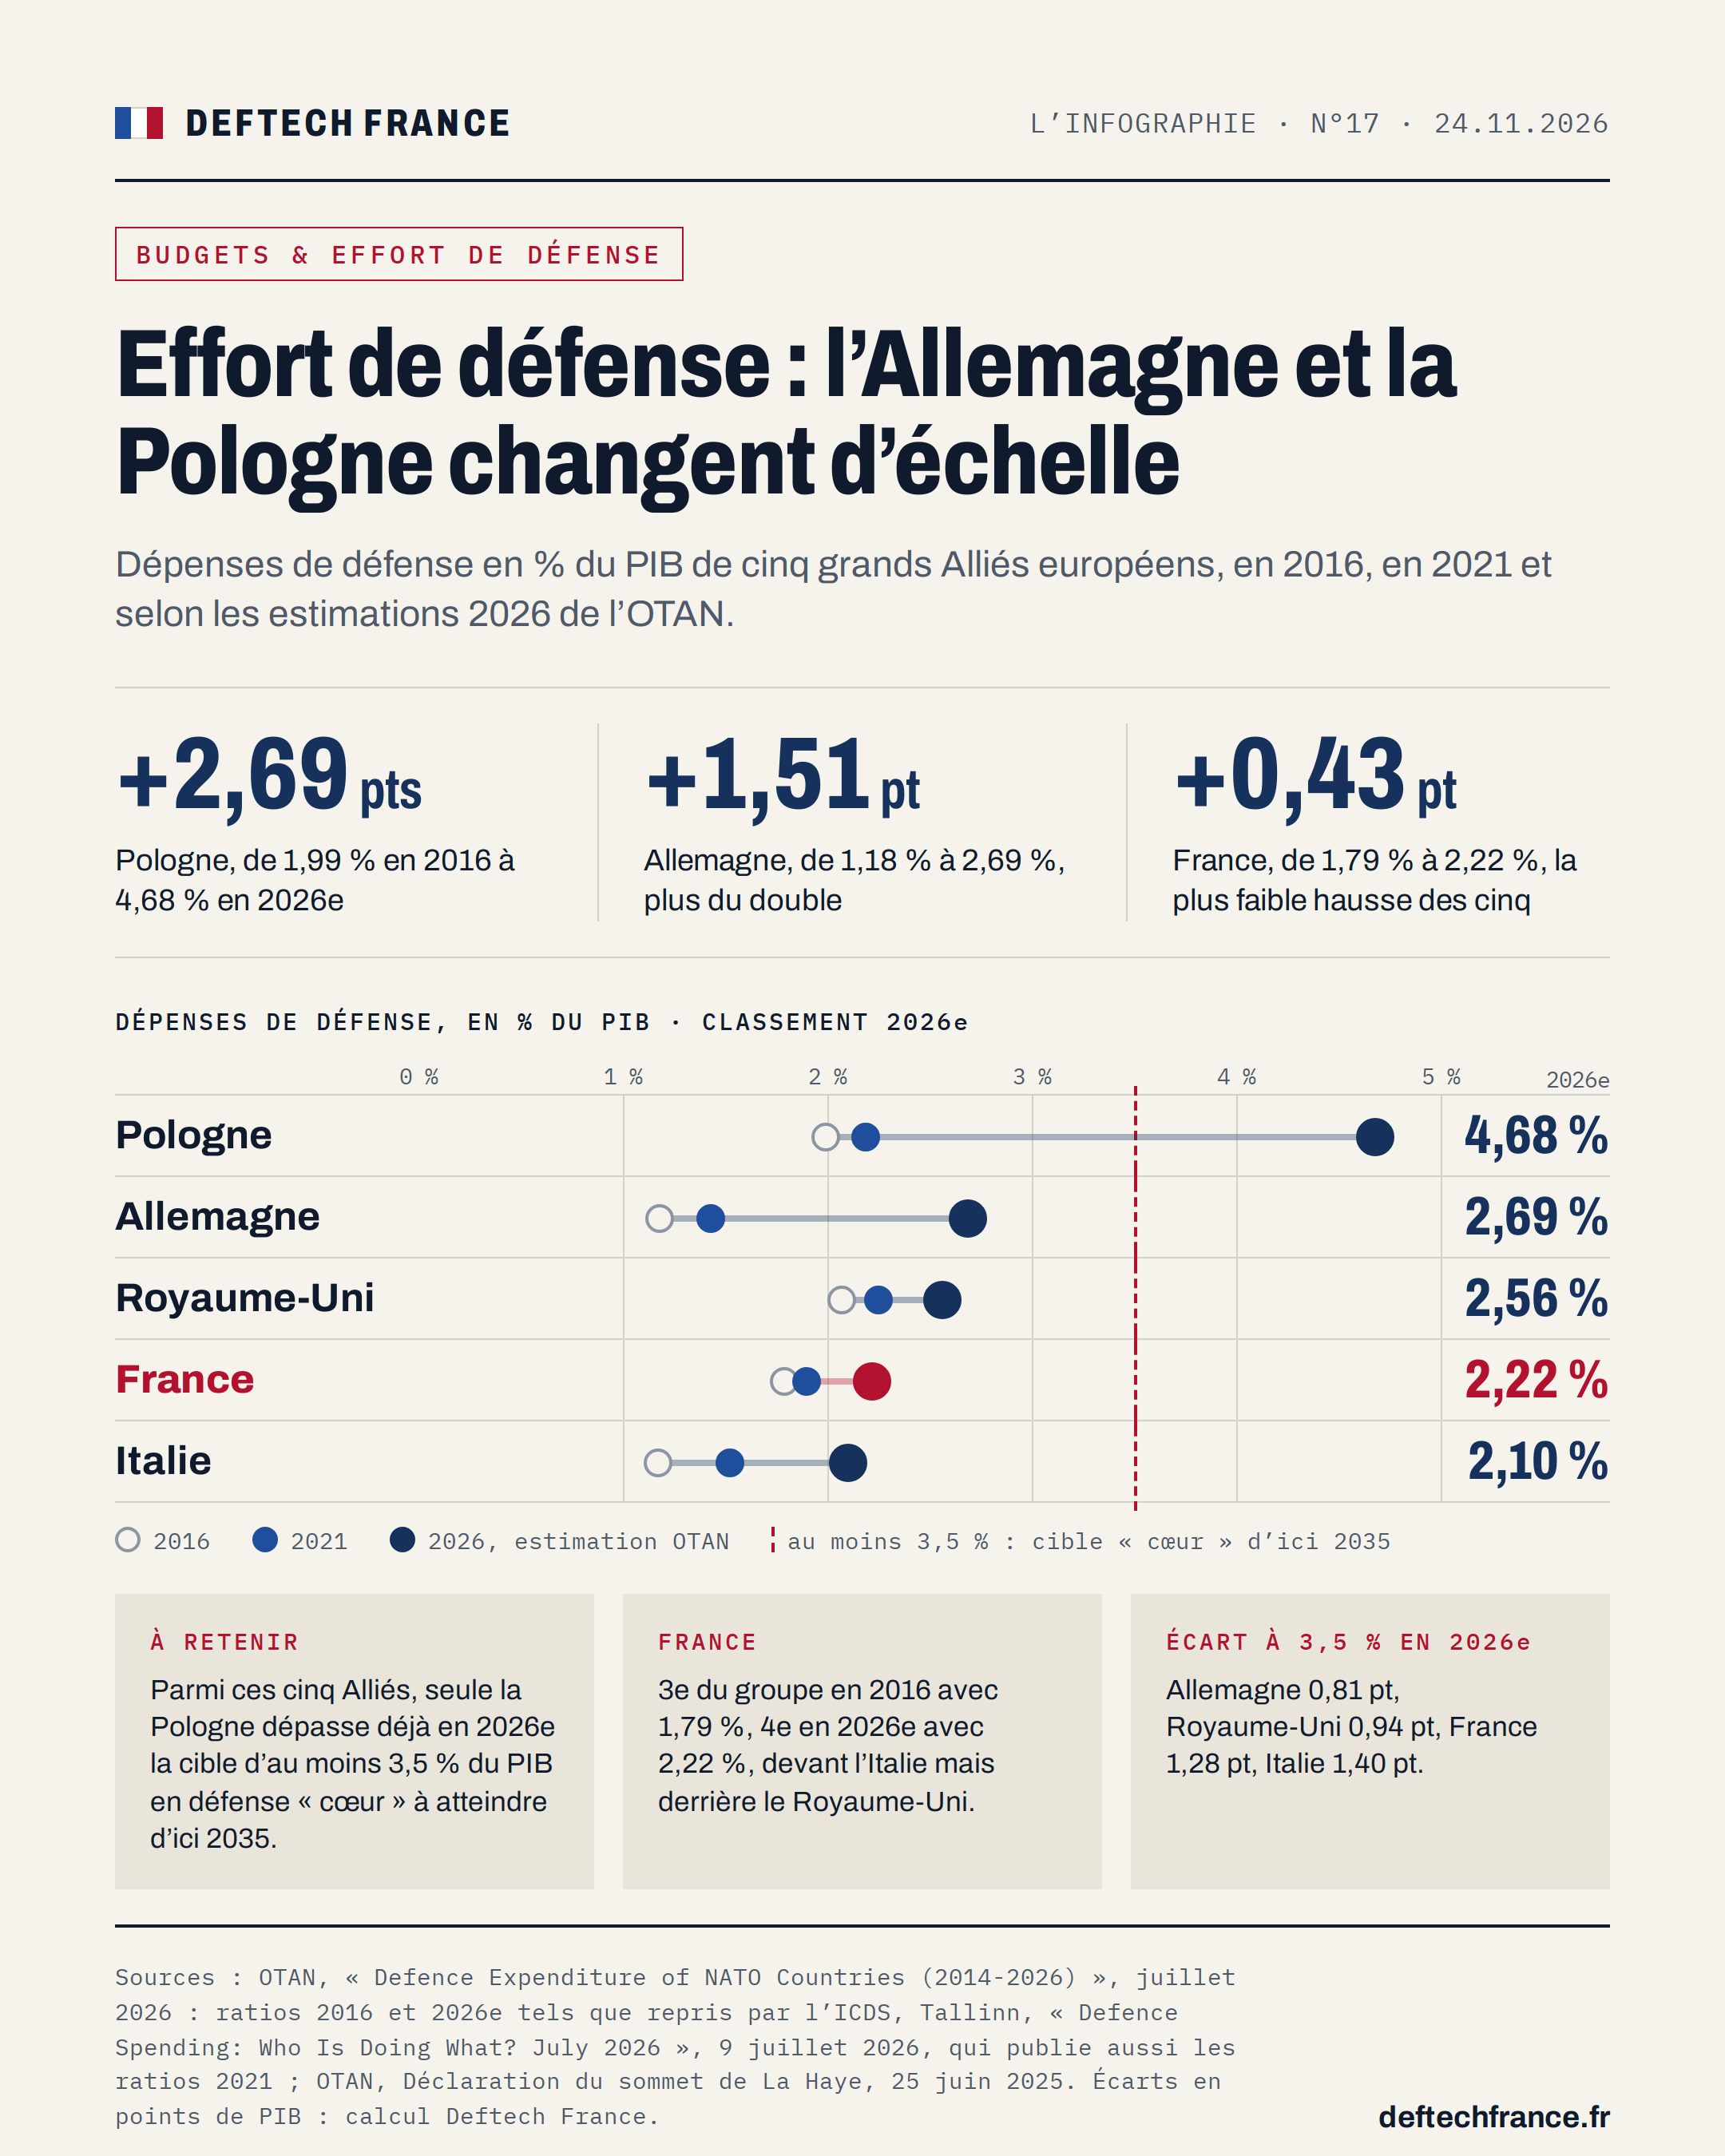 DEFTECH FRANCE
L’INFOGRAPHIE · N°17 · 24.11.2026
BUDGETS & EFFORT DE DÉFENSE
Effort de défense : l’Allemagne et la
Pologne changent d’échelle
Dépenses de défense en % du PIB de cinq grands Alliés européens, en 2016, en 2021 et
selon les estimations 2026 de l’OTAN.
+2,69 pts
Pologne, de 1,99 % en 2016 à
4,68 % en 2026e
+1,51 pt
Allemagne, de 1,18 % à 2,69 %,
plus du double
+0,43 pt
France, de 1,79 % à 2,22 %, la
plus faible hausse des cinq
DÉPENSES DE DÉFENSE, EN % DU PIB · CLASSEMENT 2026e
0 % 1 % 2 % 3 % 4 % 5 % 2026e
Pologne 4,68 %
Allemagne 2,69 %
Royaume-Uni 2,56 %
France 2,22 %
Italie 2,10 %
2016 2021 2026, estimation OTAN au moins 3,5 % : cible « cœur » d’ici 2035
À RETENIR
Parmi ces cinq Alliés, seule la
Pologne dépasse déjà en 2026e
la cible d’au moins 3,5 % du PIB
en défense « cœur » à atteindre
d’ici 2035.
FRANCE
3e du groupe en 2016 avec
1,79 %, 4e en 2026e avec
2,22 %, devant l’Italie mais
derrière le Royaume-Uni.
ÉCART À 3,5 % EN 2026e
Allemagne 0,81 pt,
Royaume-Uni 0,94 pt, France
1,28 pt, Italie 1,40 pt.
Sources : OTAN, « Defence Expenditure of NATO Countries (2014-2026) », juillet
2026 : ratios 2016 et 2026e tels que repris par l’ICDS, Tallinn, « Defence
Spending: Who Is Doing What? July 2026 », 9 juillet 2026, qui publie aussi les
ratios 2021 ; OTAN, Déclaration du sommet de La Haye, 25 juin 2025. Écarts en
points de PIB : calcul Deftech France.
deftechfrance.fr